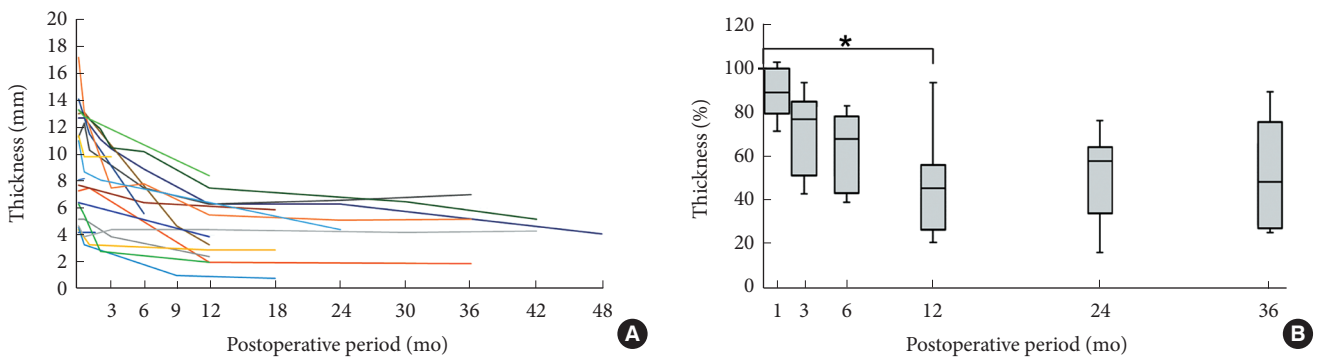 20
18
16
14
12
10
8
6
4
2
0
Thickness (mm)
3 6 9 12 18 24 30 36 42 48
Postoperative period (mo)
A
120
100
80
60
40
20
0
Thickness (%)
*
1 3 6 12 24 36
Postoperative period (mo)
B